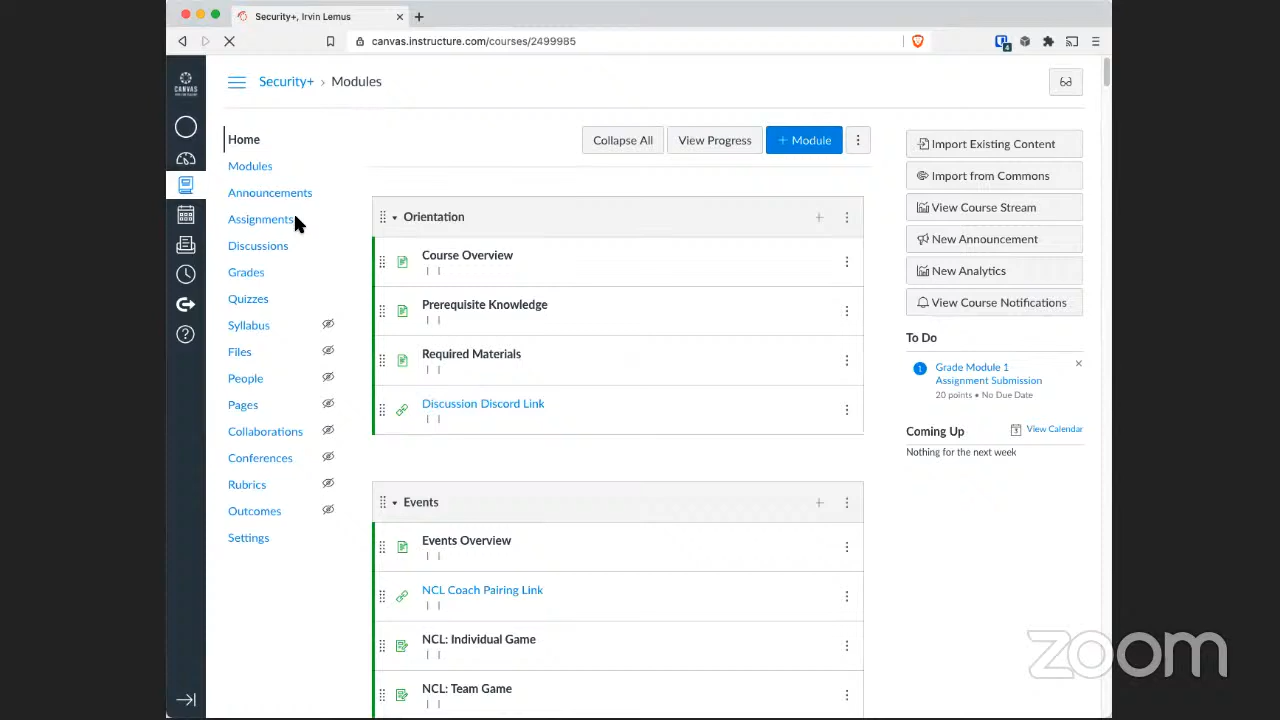 Security+, Irvin Lemus
canvas.instructure.com/courses/2499985
CANVAS
Security+ › Modules
Home
Modules
Announcements
Assignments
Discussions
Grades
Quizzes
Syllabus
Files
People
Pages
Collaborations
Conferences
Rubrics
Outcomes
Settings
Collapse All
View Progress
+ Module
Orientation
Course Overview
Prerequisite Knowledge
Required Materials
Discussion Discord Link
Events
Events Overview
NCL Coach Pairing Link
NCL: Individual Game
NCL: Team Game
Import Existing Content
Import from Commons
View Course Stream
New Announcement
New Analytics
View Course Notifications
To Do
1
Grade Module 1
Assignment Submission
20 points • No Due Date
Coming Up
View Calendar
Nothing for the next week
zoom